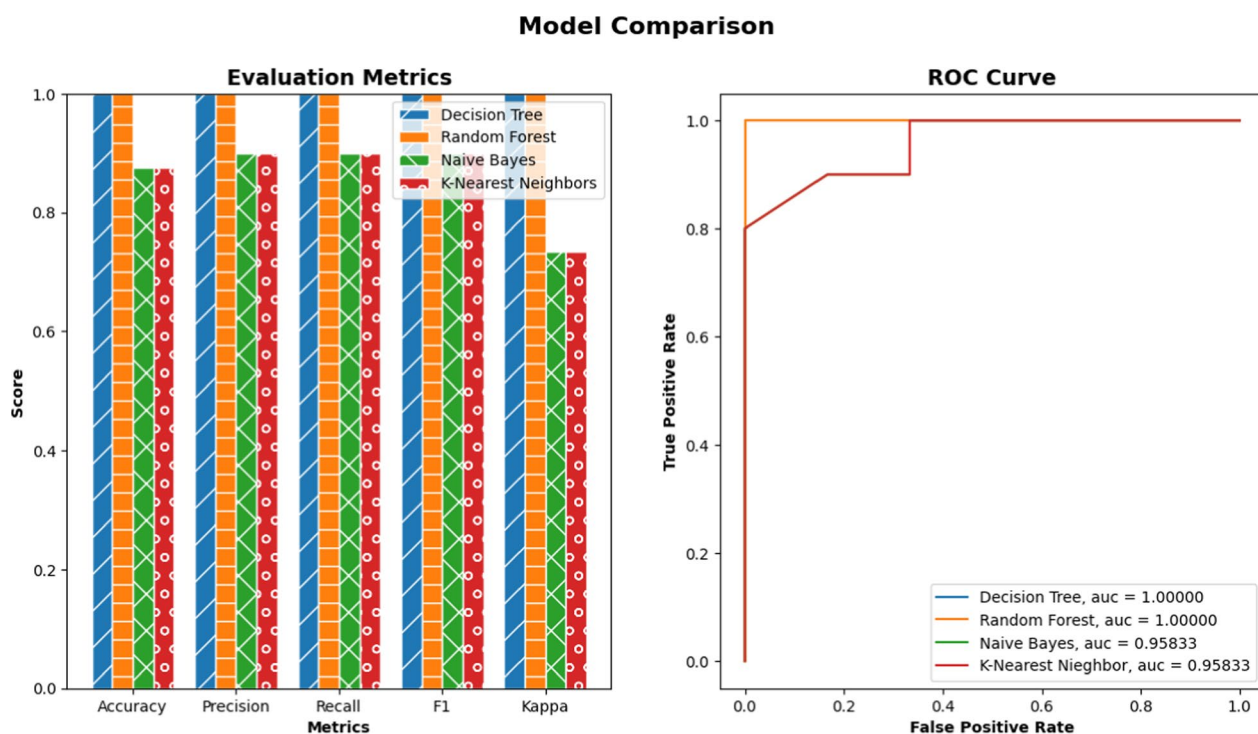 Model Comparison
Evaluation Metrics
1.0
0.8
0.6
0.4
0.2
0.0
Score
Decision Tree
Random Forest
Naive Bayes
K-Nearest Neighbors
Accuracy
Precision
Recall
F1
Kappa
Metrics
ROC Curve
1.0
0.8
0.6
0.4
0.2
0.0
True Positive Rate
Decision Tree, auc = 1.00000
Random Forest, auc = 1.00000
Naive Bayes, auc = 0.95833
K-Nearest Nieghbor, auc = 0.95833
0.0
0.2
0.4
0.6
0.8
1.0
False Positive Rate